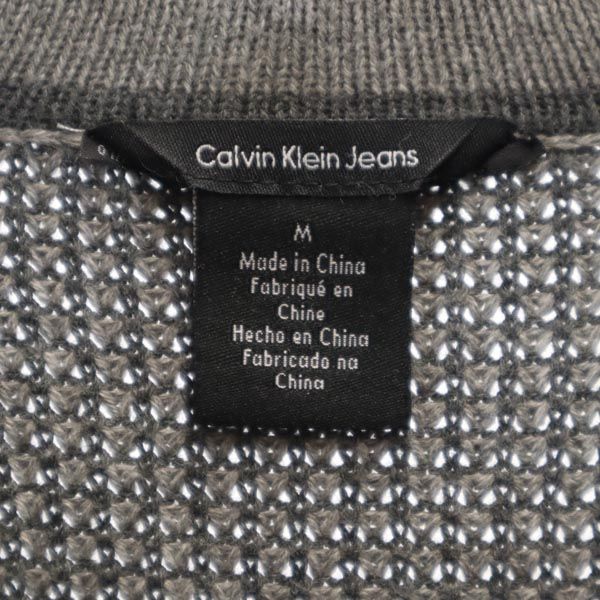 Calvin Klein Jeans
M
Made in China
Fabriqué en
Chine
Hecho en China
Fabricado na
China